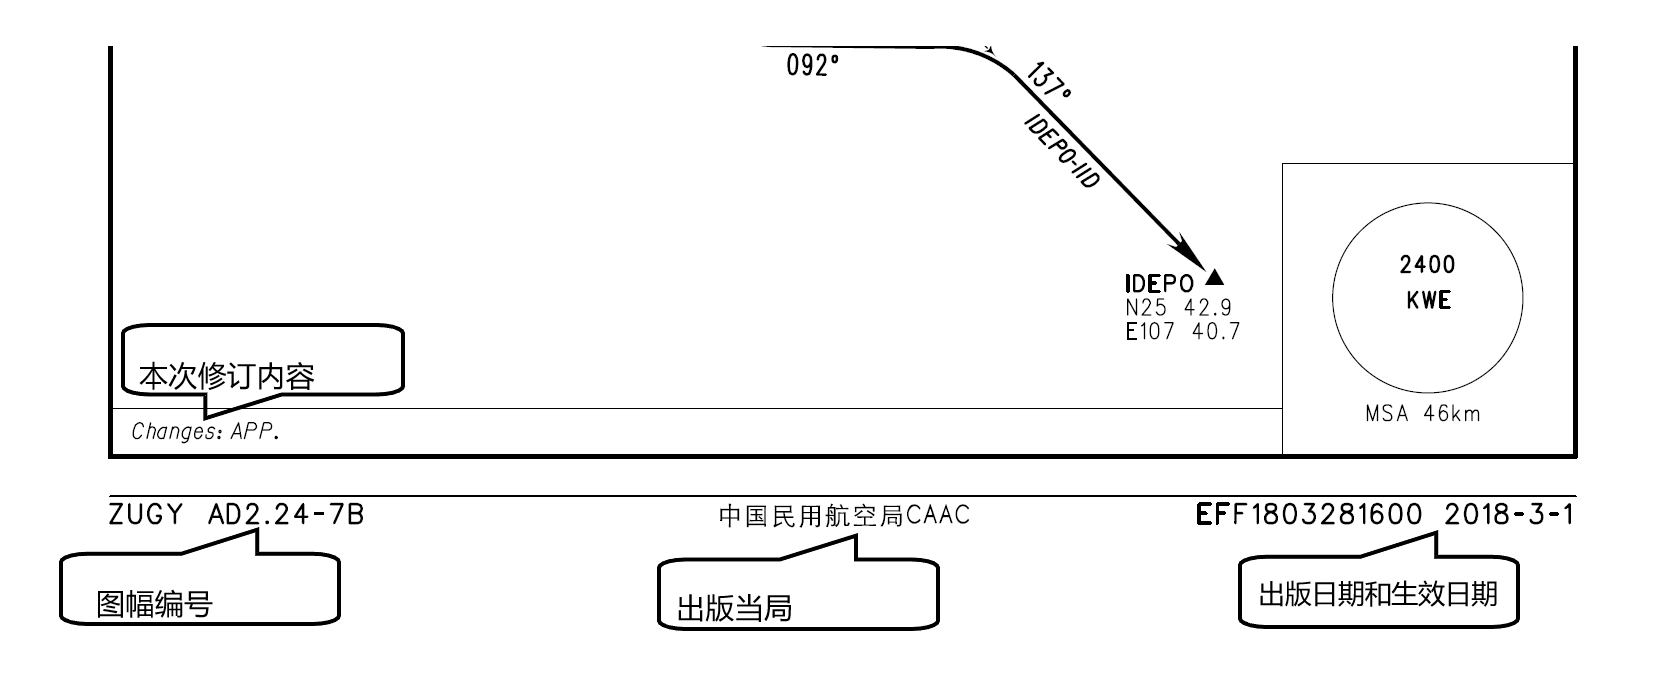 092°
137°
IDEPO-11D
IDEPO
N25 42.9
E107 40.7
2400
KWE
MSA 46km
本次修订内容
Changes: APP.
ZUGY AD2.24-7B
中国民用航空局CAAC
EFF1803281600 2018-3-1
图幅编号
出版当局
出版日期和生效日期